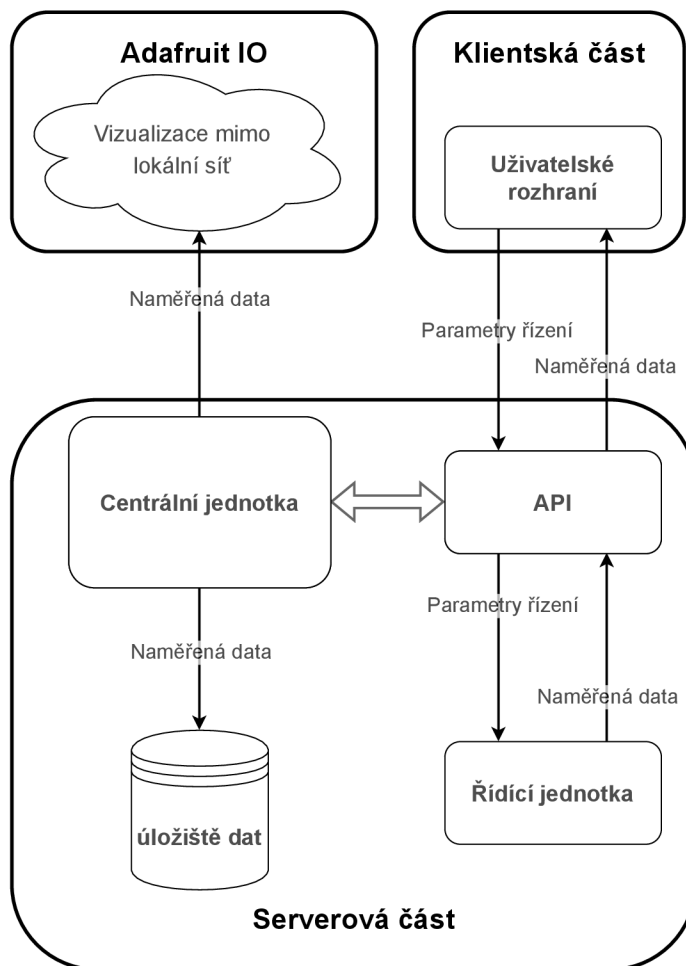 Adafruit IO
Vizualizace mimo
lokální síť
Klientská část
Uživatelské
rozhraní
Naměřená data
Parametry řízení
Naměřená data
Centrální jednotka
API
Parametry řízení
Naměřená data
Naměřená data
úložiště dat
Řídící jednotka
Serverová část